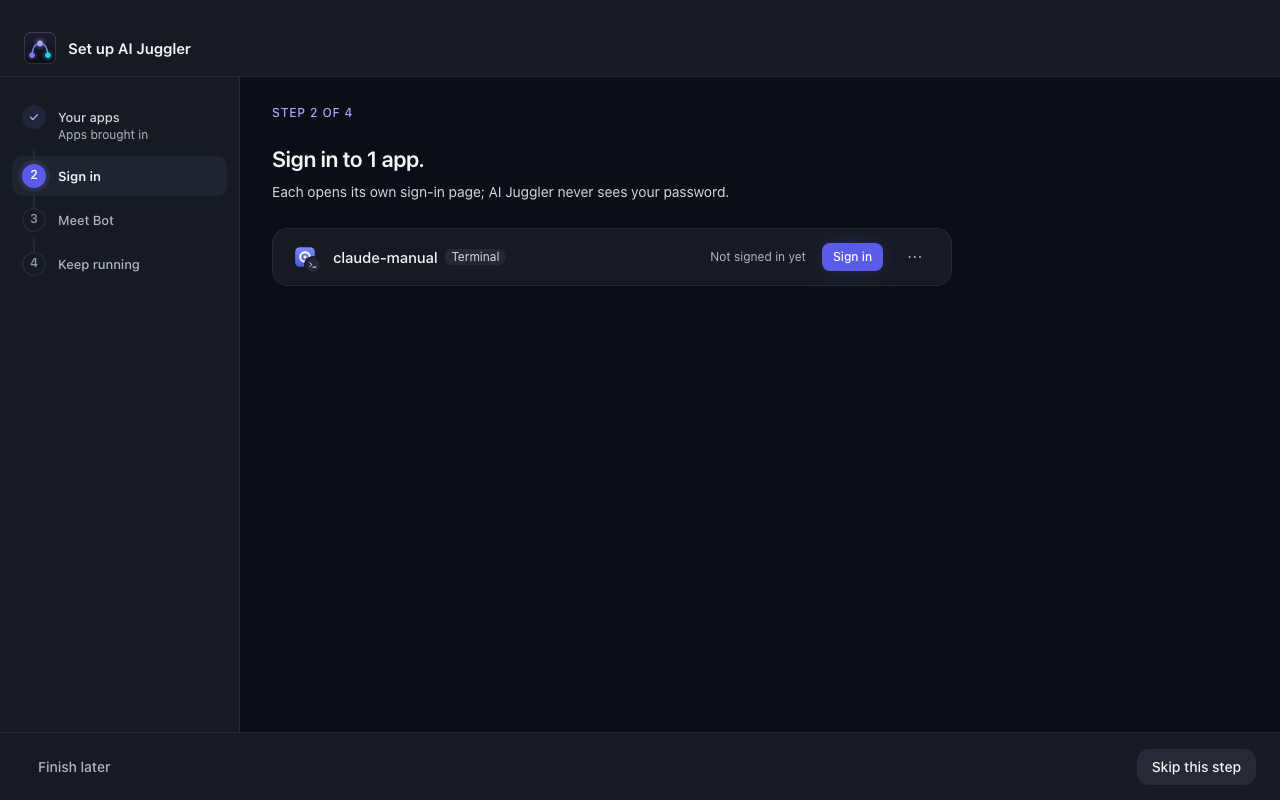 Set up AI Juggler
Your apps
Apps brought in
2
Sign in
3
Meet Bot
4
Keep running
STEP 2 OF 4
Sign in to 1 app.
Each opens its own sign-in page; AI Juggler never sees your password.
claude-manual
Terminal
Not signed in yet
Sign in
Finish later
Skip this step